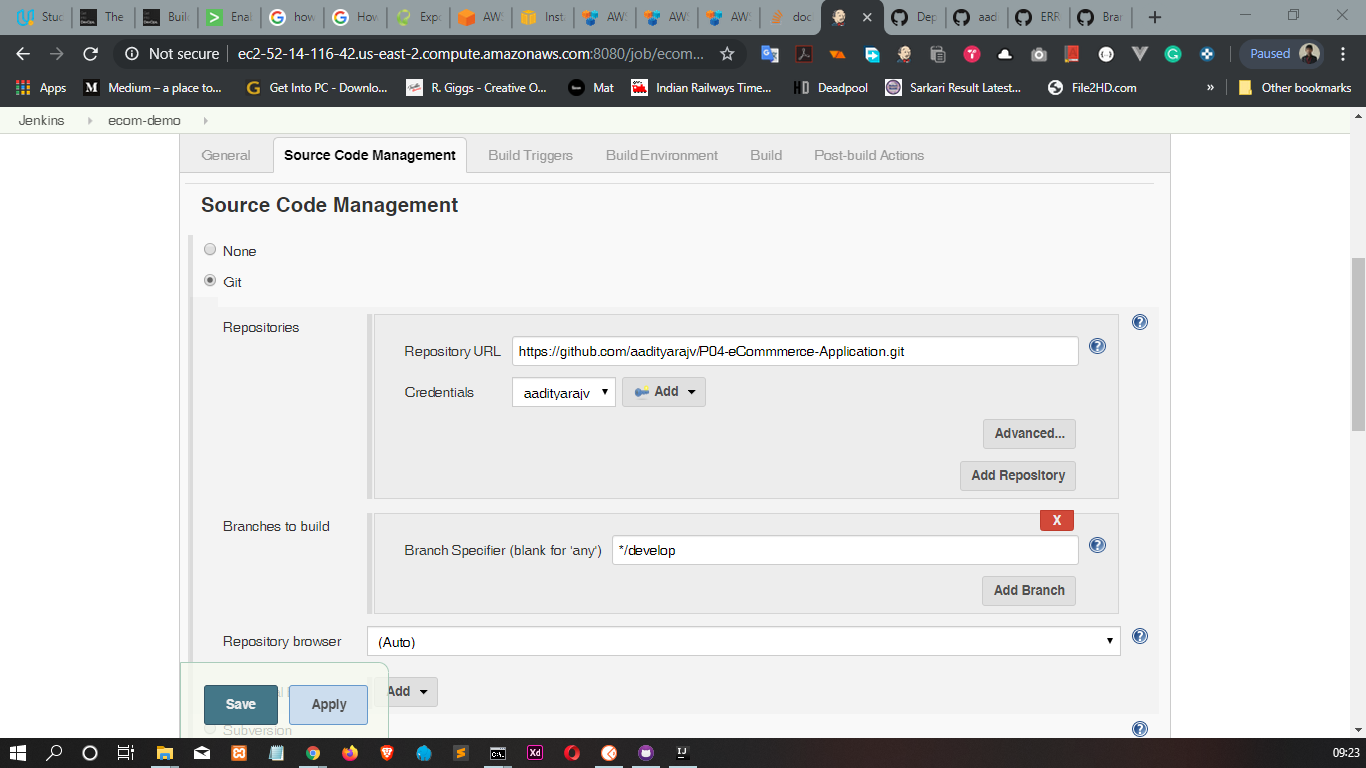 Stuc The Buil Enal how How Expo AWS Insta AWS AWS AWS doc Dep aad ERR Bran
Not secure ec2-52-14-116-42.us-east-2.compute.amazonaws.com:8080/job/ecom... Paused
Apps Medium – a place to... Get Into PC - Downlo... R. Giggs - Creative O... Mat Indian Railways Time... Deadpool Sarkari Result Latest... File2HD.com » Other bookmarks
Jenkins ecom-demo
General Source Code Management Build Triggers Build Environment Build Post-build Actions
Source Code Management
None
Git
Repositories
Repository URL https://github.com/aadityarajv/P04-eCommmerce-Application.git
Credentials aadityarajv Add
Advanced...
Add Repository
Branches to build
X
Branch Specifier (blank for 'any') */develop
Add Branch
Repository browser (Auto)
Add
Save Apply
Subversion
09:23